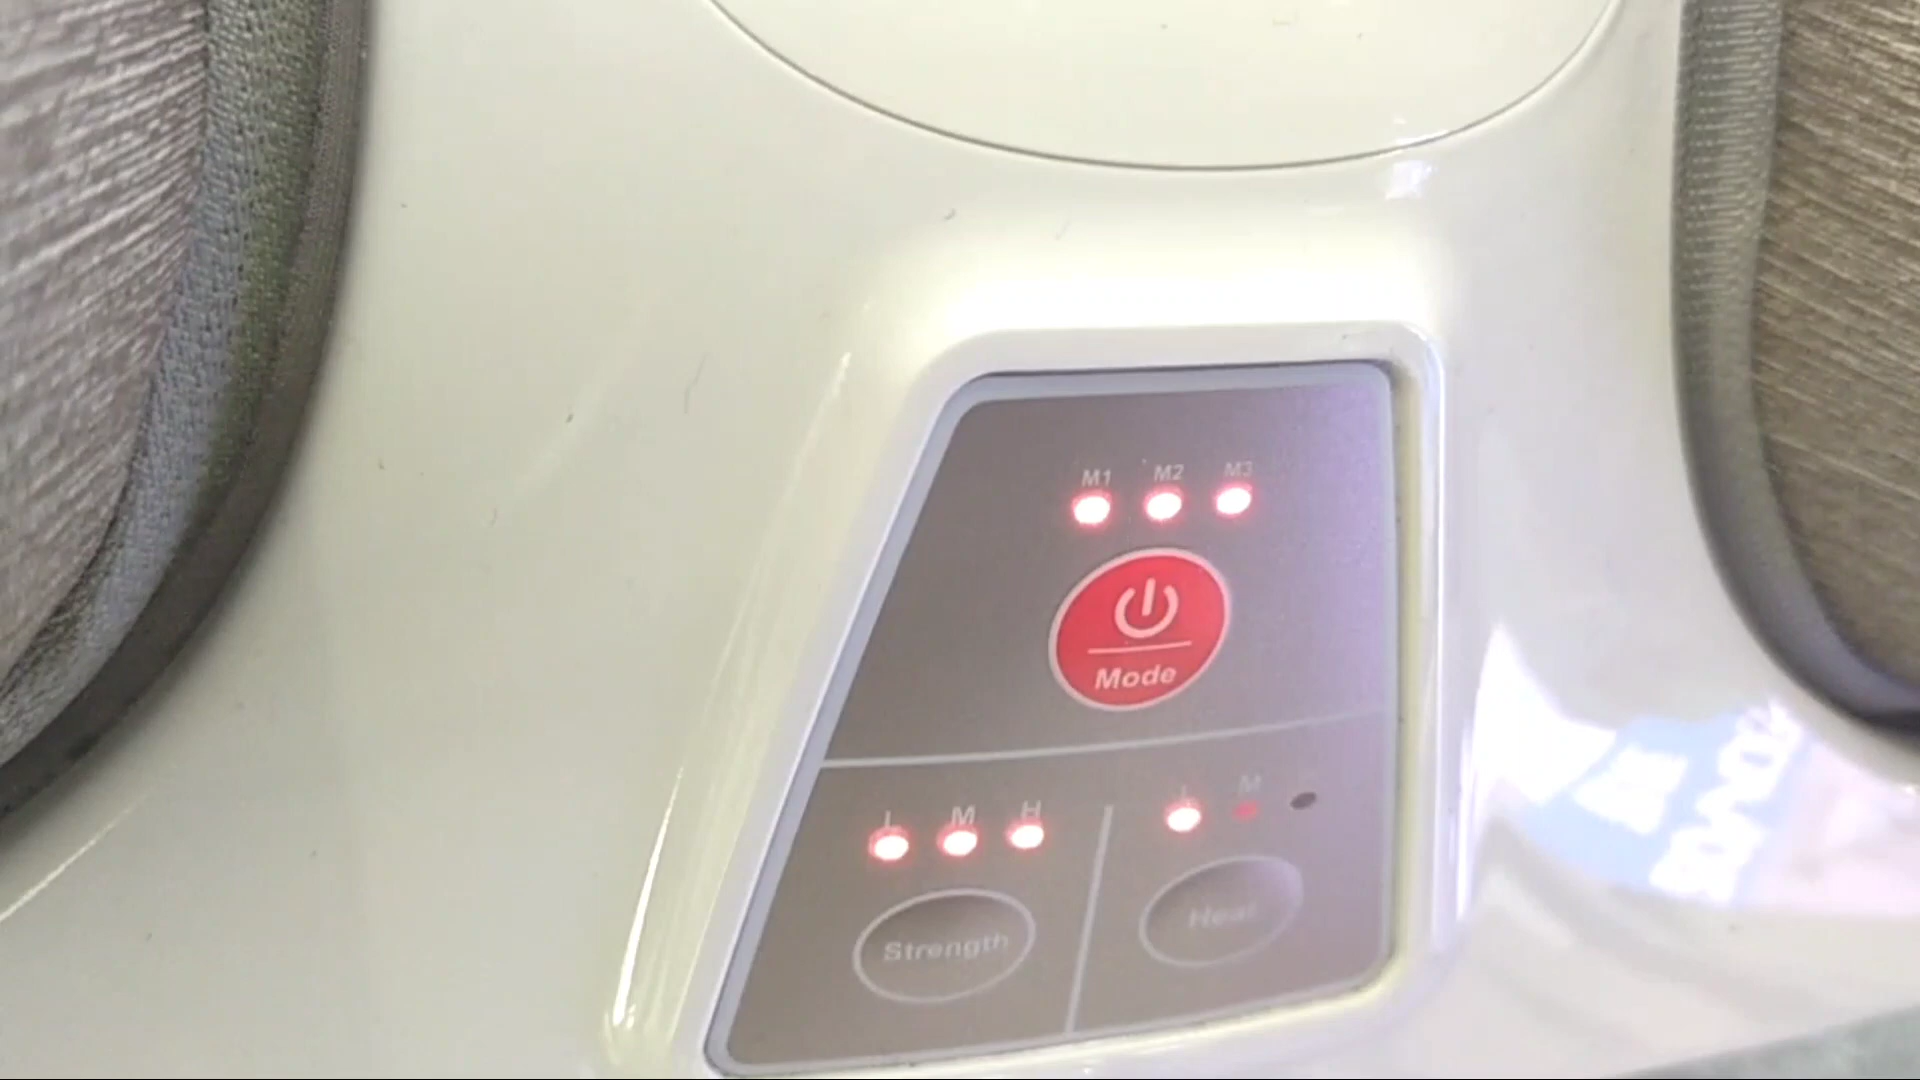 M1 M2 M3
Mode
L M H
L M
Strength
Heat